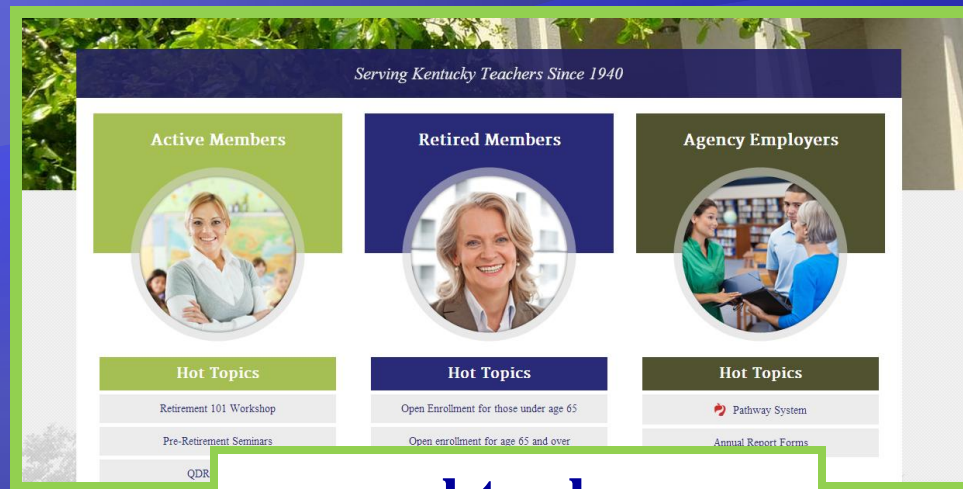 Serving Kentucky Teachers Since 1940
Active Members
Retired Members
Agency Employers
Hot Topics
Hot Topics
Hot Topics
Retirement 101 Workshop
Open Enrollment for those under age 65
Pathway System
Pre-Retirement Seminars
Open enrollment for age 65 and over
Annual Report Forms